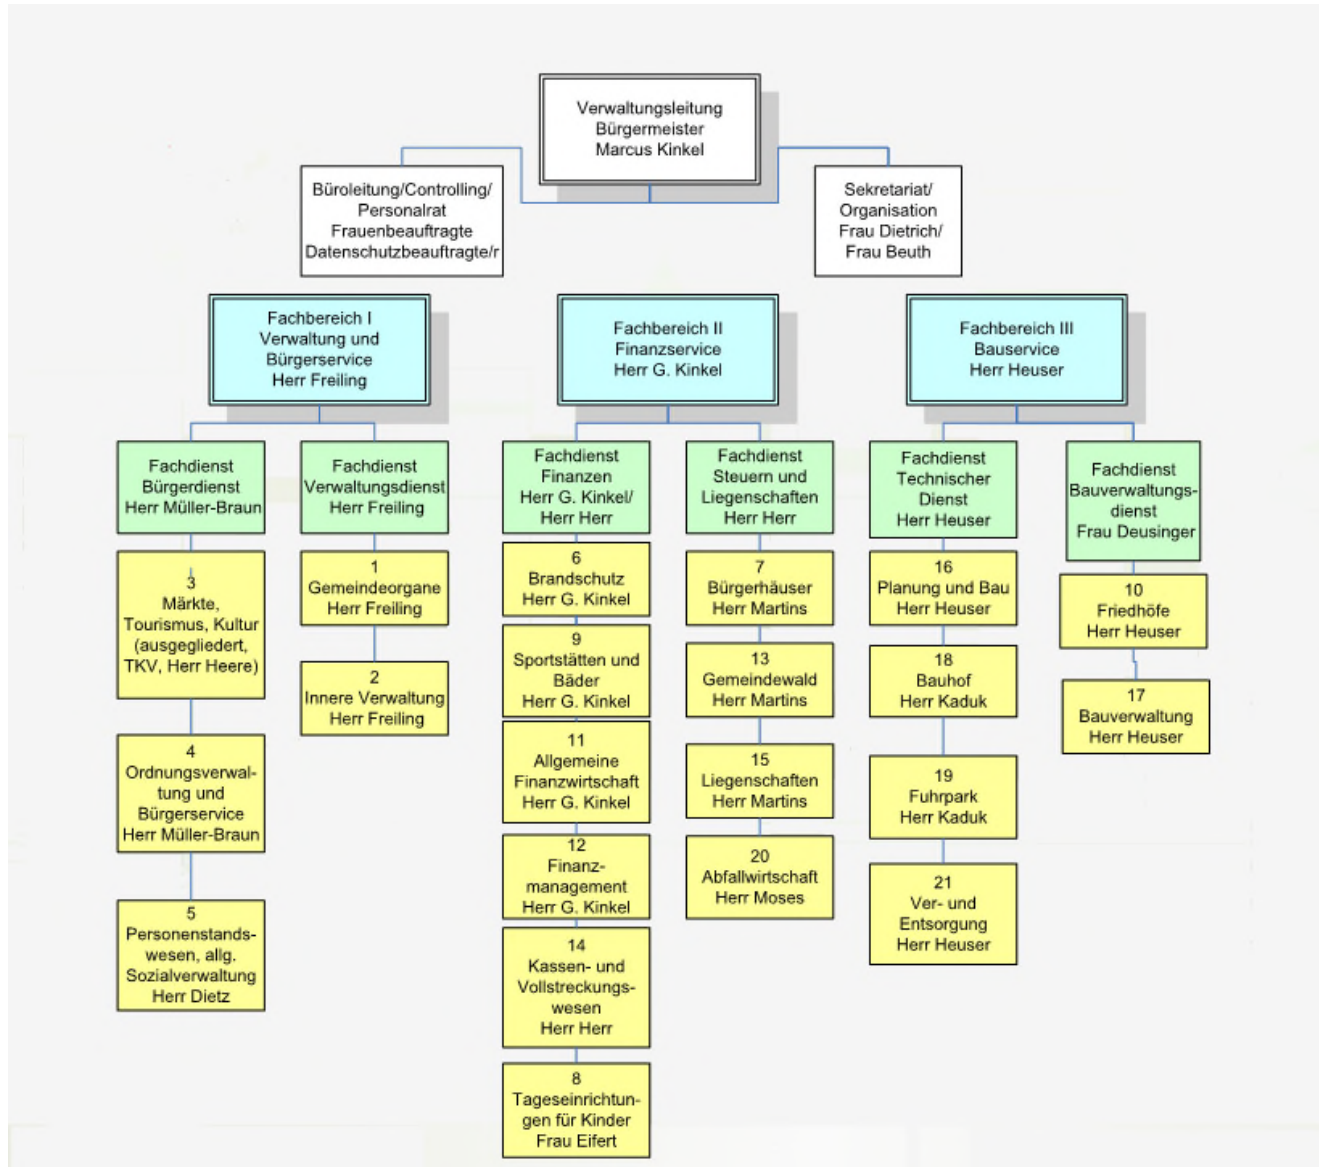 Verwaltungsleitung
Bürgermeister
Marcus Kinkel
Büroleitung/Controlling/
Personalrat
Frauenbeauftragte
Datenschutzbeauftragte/r
Sekretariat/
Organisation
Frau Dietrich/
Frau Beuth
Fachbereich I
Verwaltung und
Bürgerservice
Herr Freiling
Fachbereich II
Finanzservice
Herr G. Kinkel
Fachbereich III
Bauservice
Herr Heuser
Fachdienst
Bürgerdienst
Herr Müller-Braun
Fachdienst
Verwaltungsdienst
Herr Freiling
Fachdienst
Finanzen
Herr G. Kinkel/
Herr Herr
Fachdienst
Steuern und
Liegenschaften
Herr Herr
Fachdienst
Technischer
Dienst
Herr Heuser
Fachdienst
Bauverwaltungs-
dienst
Frau Deusinger
3
Märkte,
Tourismus, Kultur
(ausgegliedert,
TKV, Herr Heere)
4
Ordnungsverwal-
tung und
Bürgerservice
Herr Müller-Braun
5
Personenstands-
wesen, allg.
Sozialverwaltung
Herr Dietz
1
Gemeindeorgane
Herr Freiling
2
Innere Verwaltung
Herr Freiling
6
Brandschutz
Herr G. Kinkel
9
Sportstätten und
Bäder
Herr G. Kinkel
11
Allgemeine
Finanzwirtschaft
Herr G. Kinkel
12
Finanz-
management
Herr G. Kinkel
14
Kassen- und
Vollstreckungs-
wesen
Herr Herr
8
Tageseinrichtun-
gen für Kinder
Frau Eifert
7
Bürgerhäuser
Herr Martins
13
Gemeindewald
Herr Martins
15
Liegenschaften
Herr Martins
20
Abfallwirtschaft
Herr Moses
16
Planung und Bau
Herr Heuser
18
Bauhof
Herr Kaduk
19
Fuhrpark
Herr Kaduk
21
Ver- und
Entsorgung
Herr Heuser
10
Friedhöfe
Herr Heuser
17
Bauverwaltung
Herr Heuser